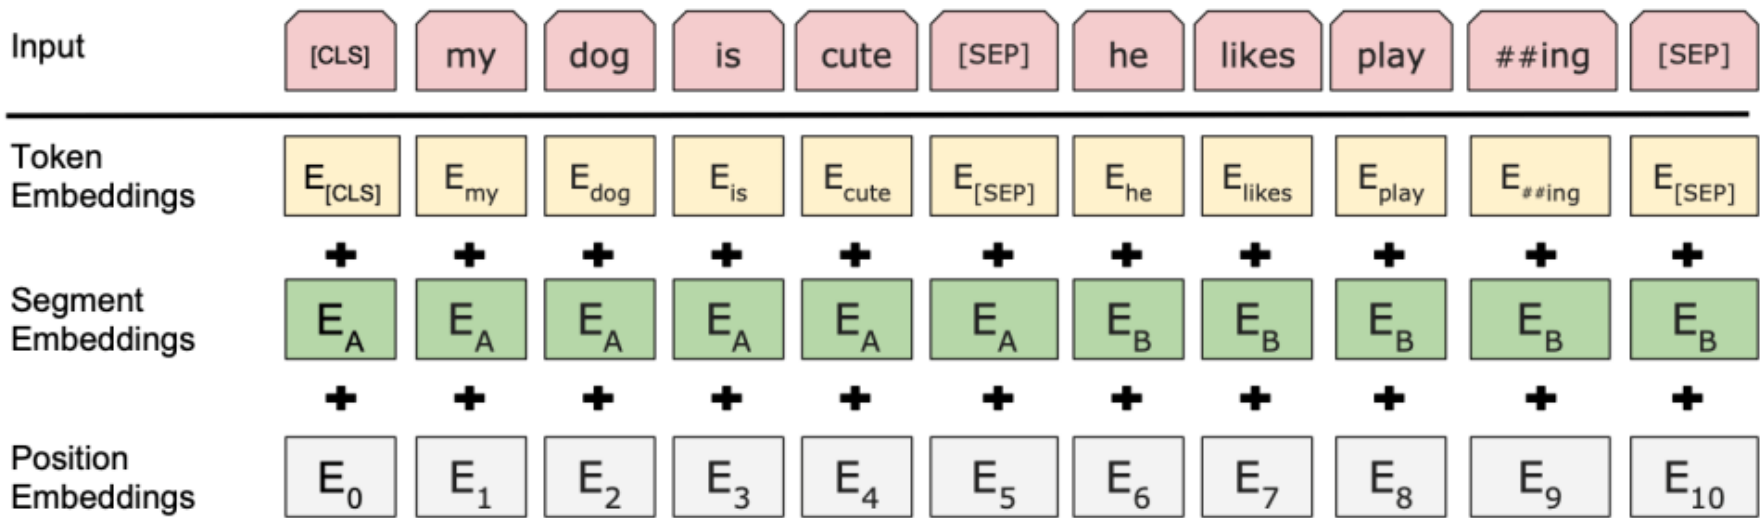 Input [CLS] my dog is cute [SEP] he likes play ##ing [SEP]
Token Embeddings E[CLS] Emy Edog Eis Ecute E[SEP] Ehe Elikes Eplay E##ing E[SEP]
+ + + + + + + + + + +
Segment Embeddings EA EA EA EA EA EA EB EB EB EB EB
+ + + + + + + + + + +
Position Embeddings E0 E1 E2 E3 E4 E5 E6 E7 E8 E9 E10